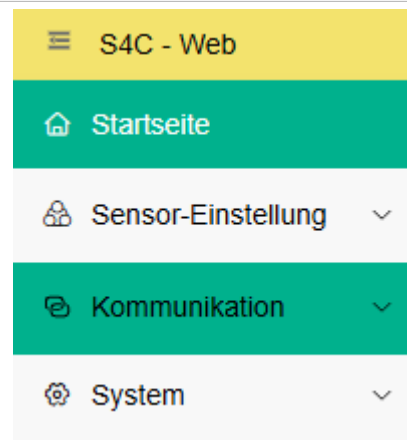 S4C - Web
Startseite
Sensor-Einstellung
Kommunikation
System